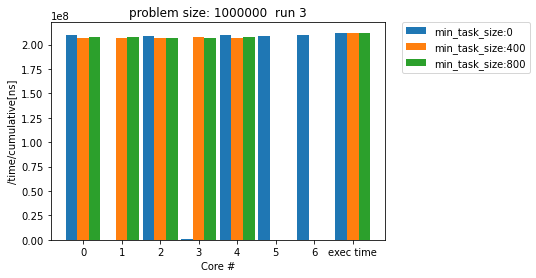 problem size: 1000000  run 3
1e8
2.00
1.75
1.50
1.25
1.00
0.75
0.50
0.25
0.00
/time/cumulative[ns]
0 1 2 3 4 5 6 exec time
Core #
min_task_size:0
min_task_size:400
min_task_size:800